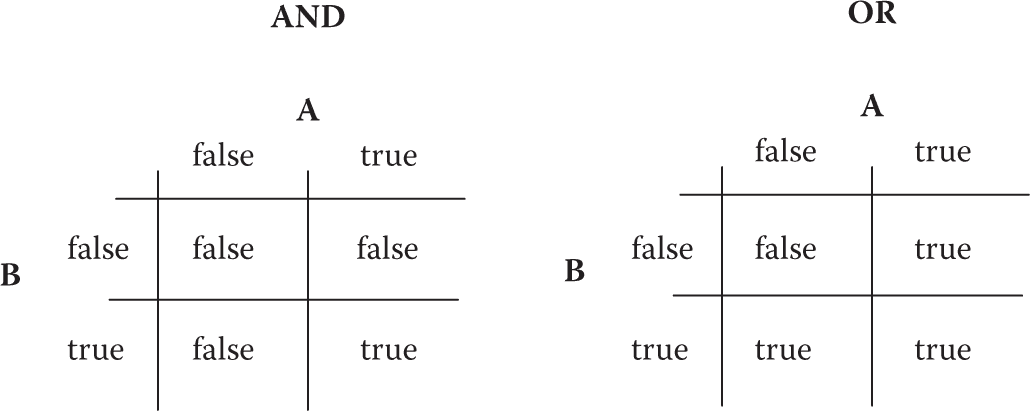 AND
A
false true
false false false
B
true false true
OR
A
false true
false false true
B
true true true